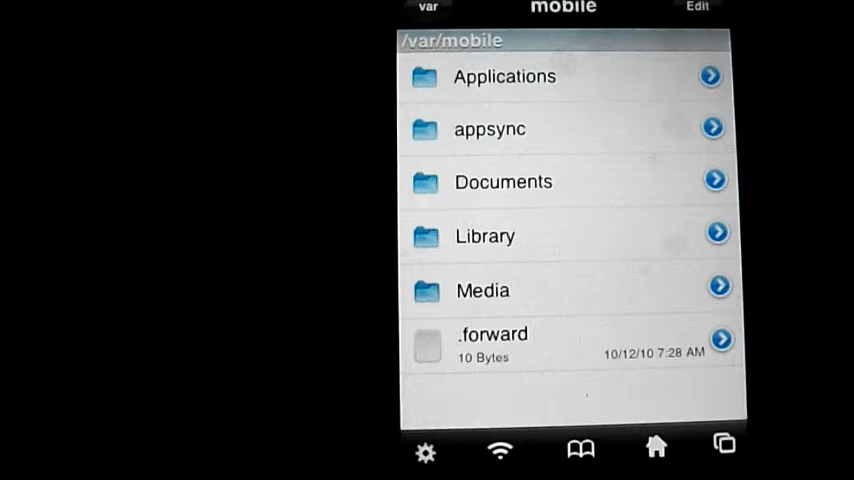 var mobile Edit
/var/mobile
Applications
appsync
Documents
Library
Media
.forward
10 Bytes 10/12/10 7:28 AM